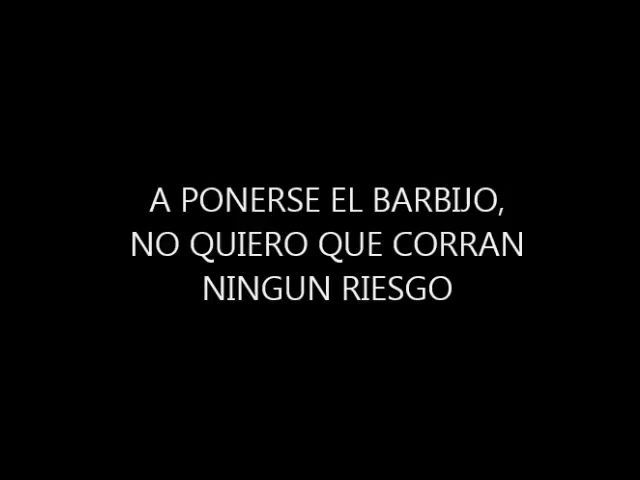 A PONERSE EL BARBIJO,
NO QUIERO QUE CORRAN
NINGUN RIESGO